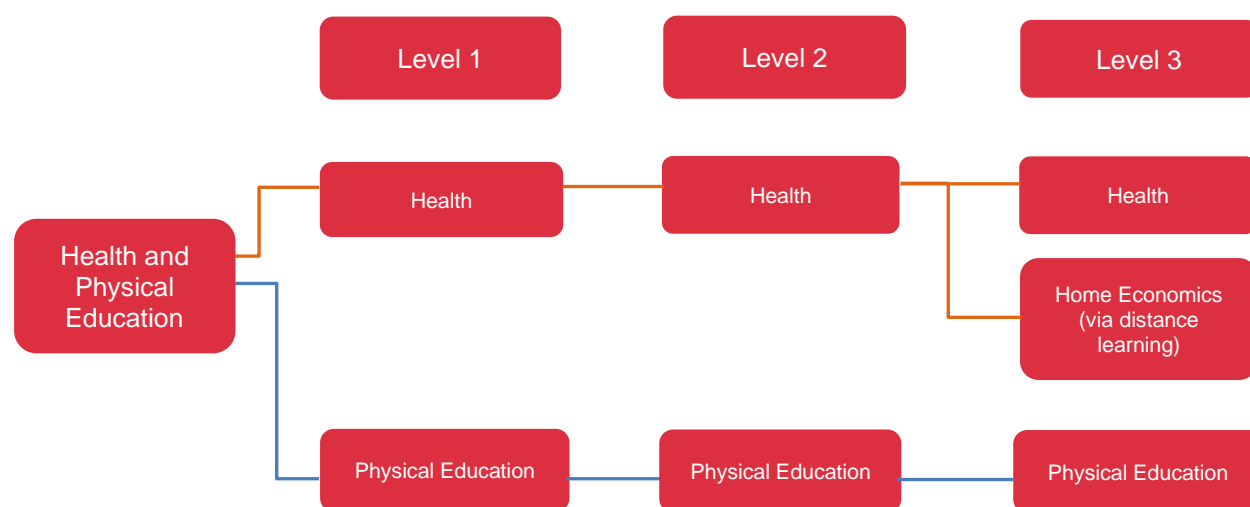 Level 1
Level 2
Level 3
Health
Health
Health
Health and
Physical
Education
Home Economics
(via distance
learning)
Physical Education
Physical Education
Physical Education